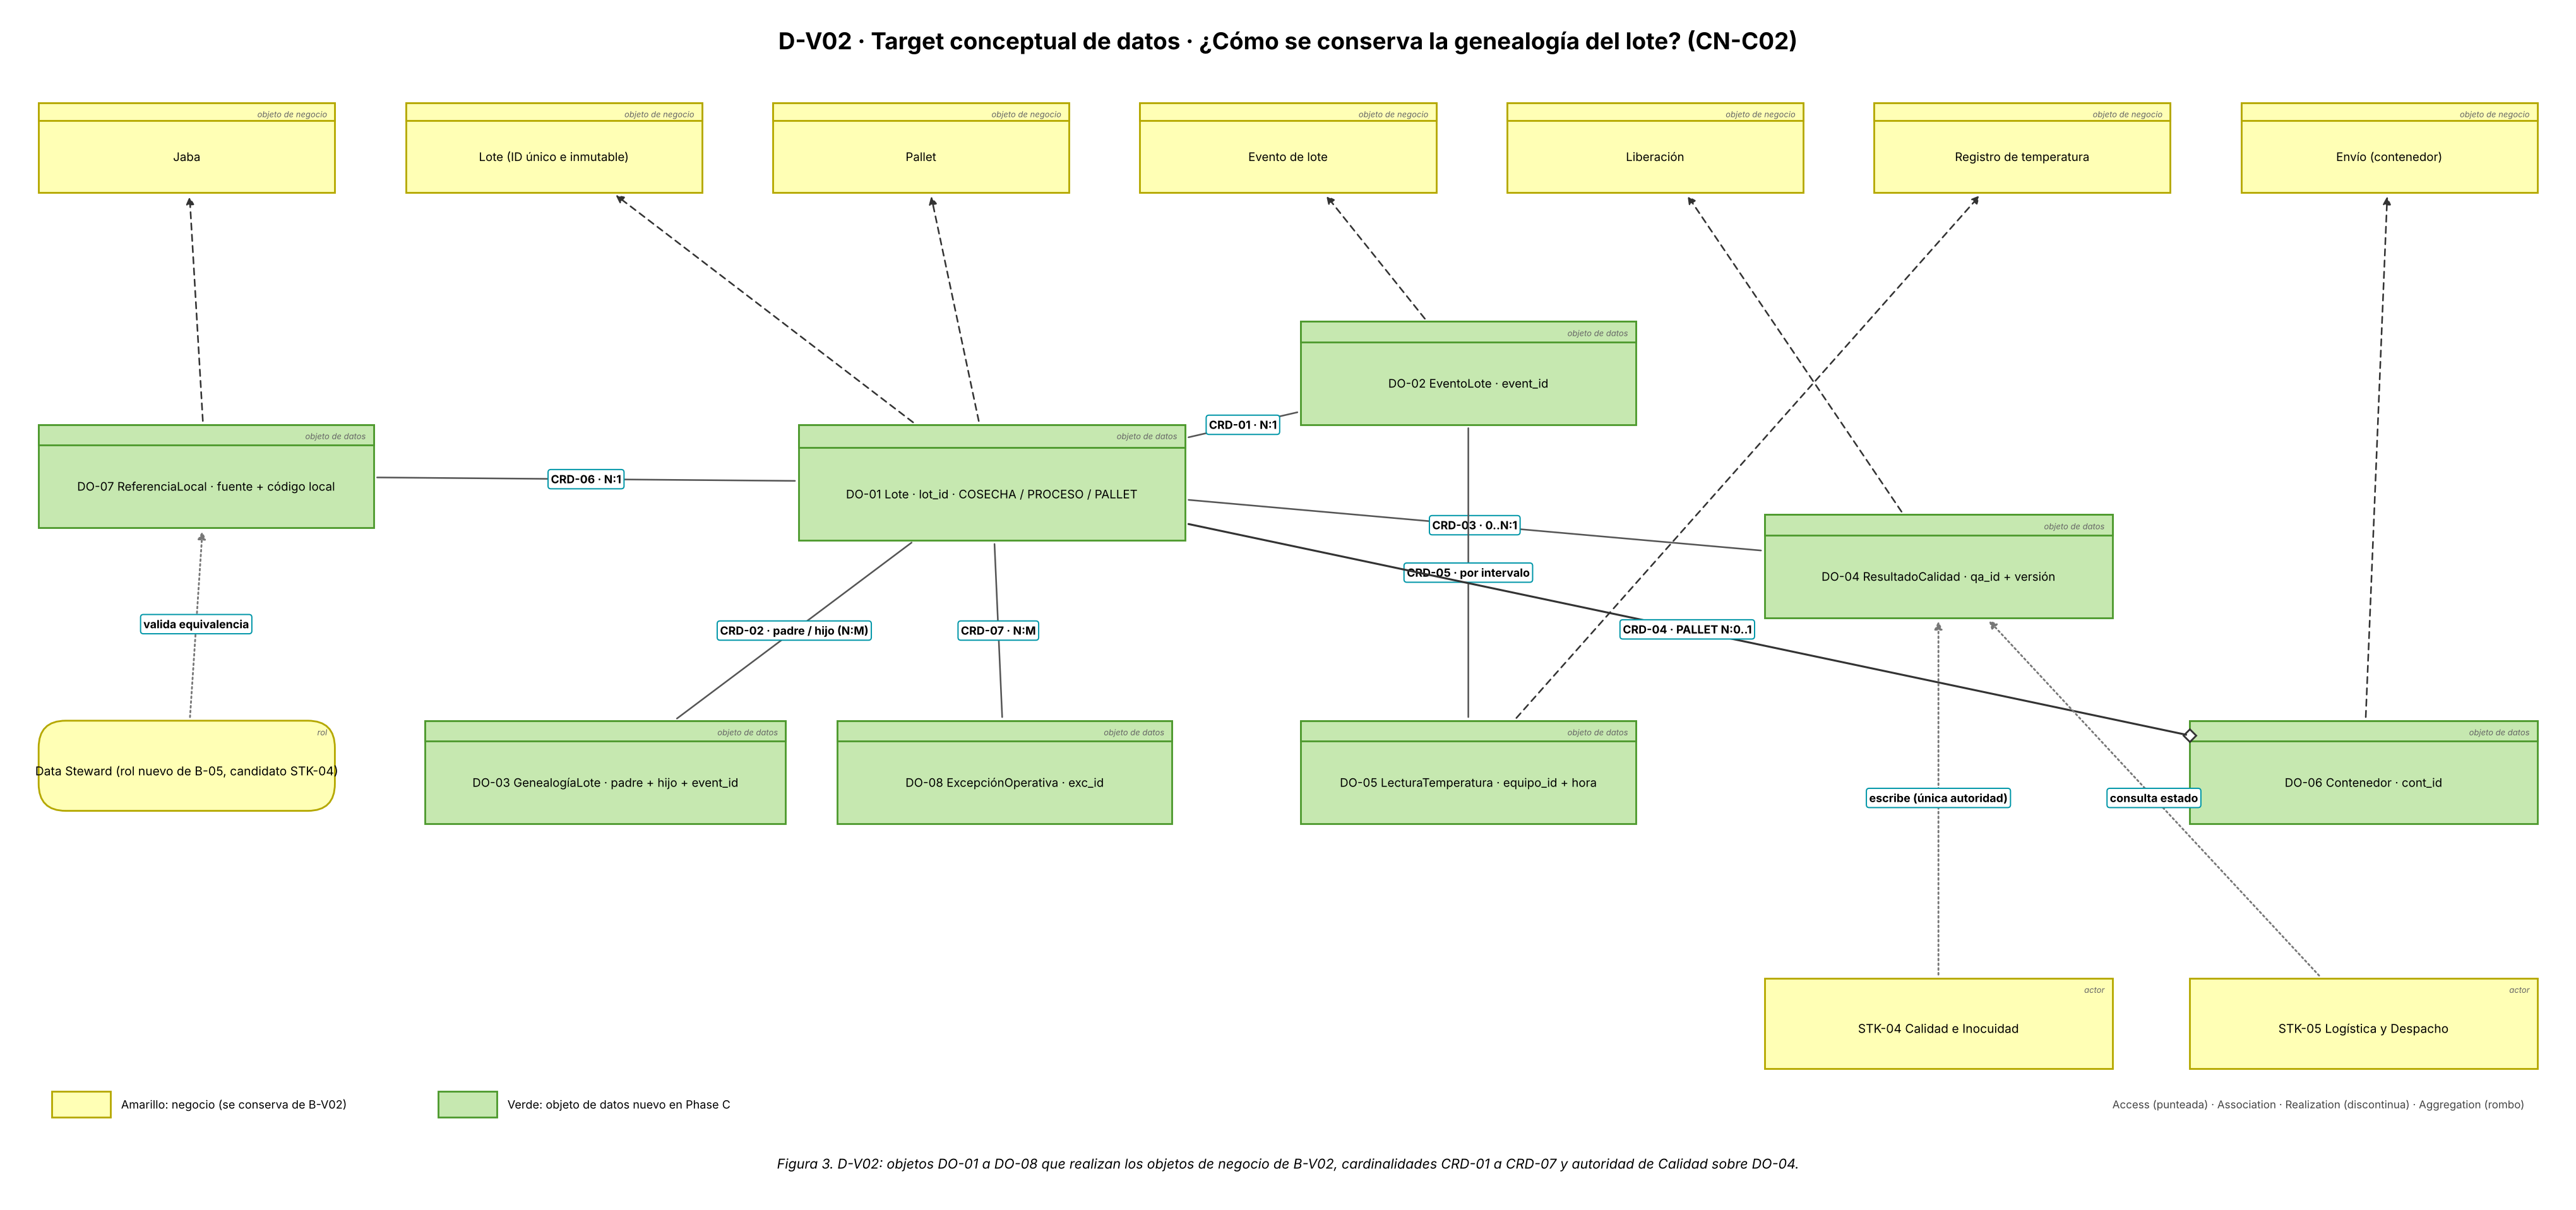 D-V02 · Target conceptual de datos · ¿Cómo se conserva la genealogía del lote? (CN-C02)
objeto de negocio
Jaba
objeto de negocio
Lote (ID único e inmutable)
objeto de negocio
Pallet
objeto de negocio
Evento de lote
objeto de negocio
Liberación
objeto de negocio
Registro de temperatura
objeto de negocio
Envío (contenedor)
objeto de datos
DO-02 EventoLote · event_id
CRD-01 · N:1
objeto de datos
DO-07 ReferenciaLocal · fuente + código local
CRD-06 · N:1
objeto de datos
DO-01 Lote · lot_id · COSECHA / PROCESO / PALLET
CRD-03 · 0..N:1
objeto de datos
DO-04 ResultadoCalidad · qa_id + versión
CRD-05 · por intervalo
valida equivalencia
CRD-02 · padre / hijo (N:M)
CRD-07 · N:M
CRD-04 · PALLET N:0..1
rol
Data Steward (rol nuevo de B-05, candidato STK-04)
objeto de datos
DO-03 GenealogíaLote · padre + hijo + event_id
objeto de datos
DO-08 ExcepciónOperativa · exc_id
objeto de datos
DO-05 LecturaTemperatura · equipo_id + hora
objeto de datos
DO-06 Contenedor · cont_id
escribe (única autoridad)
consulta estado
actor
STK-04 Calidad e Inocuidad
actor
STK-05 Logística y Despacho
Amarillo: negocio (se conserva de B-V02)
Verde: objeto de datos nuevo en Phase C
Access (punteada) · Association · Realization (discontinua) · Aggregation (rombo)
Figura 3. D-V02: objetos DO-01 a DO-08 que realizan los objetos de negocio de B-V02, cardinalidades CRD-01 a CRD-07 y autoridad de Calidad sobre DO-04.